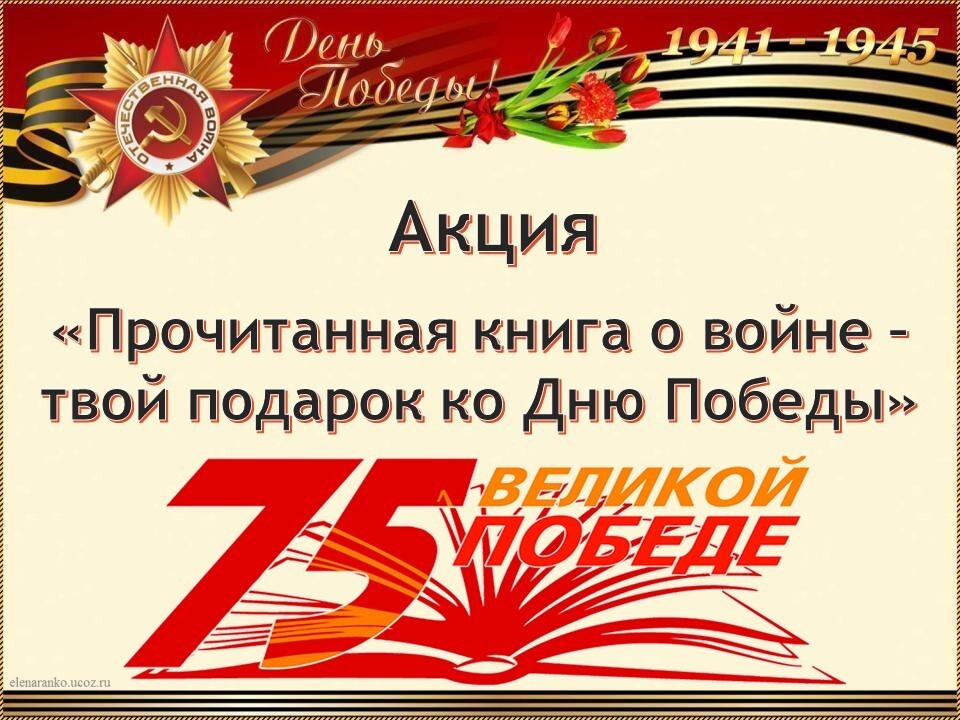 День
Победы!
1941 - 1945
ОТЕЧЕСТВЕННАЯ ВОЙНА
Акция
«Прочитанная книга о войне –
твой подарок ко Дню Победы»
75 ВЕЛИКОЙ
ПОБЕДЕ
elenaranko.ucoz.ru